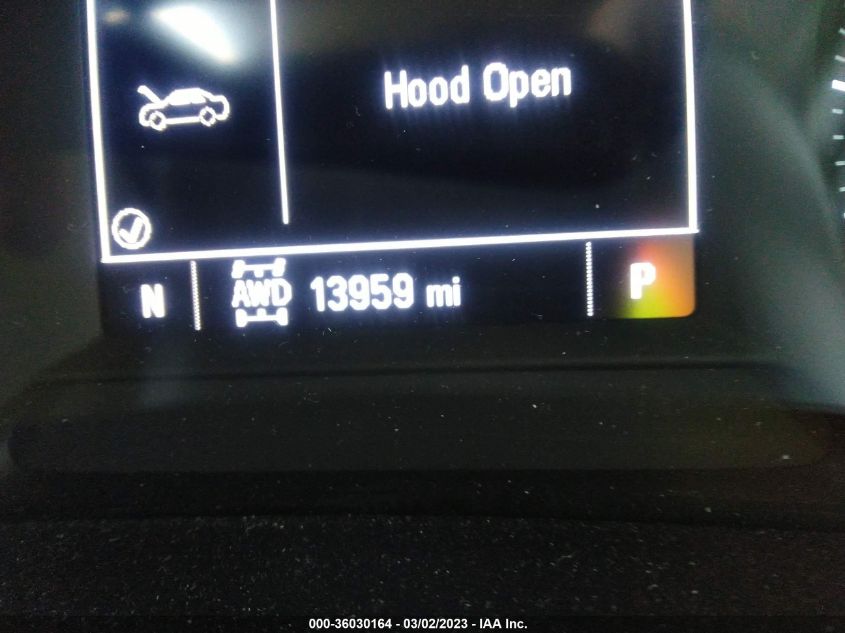 Hood Open
N AWD 13959 mi P
000-36030164 - 03/02/2023 - IAA Inc.